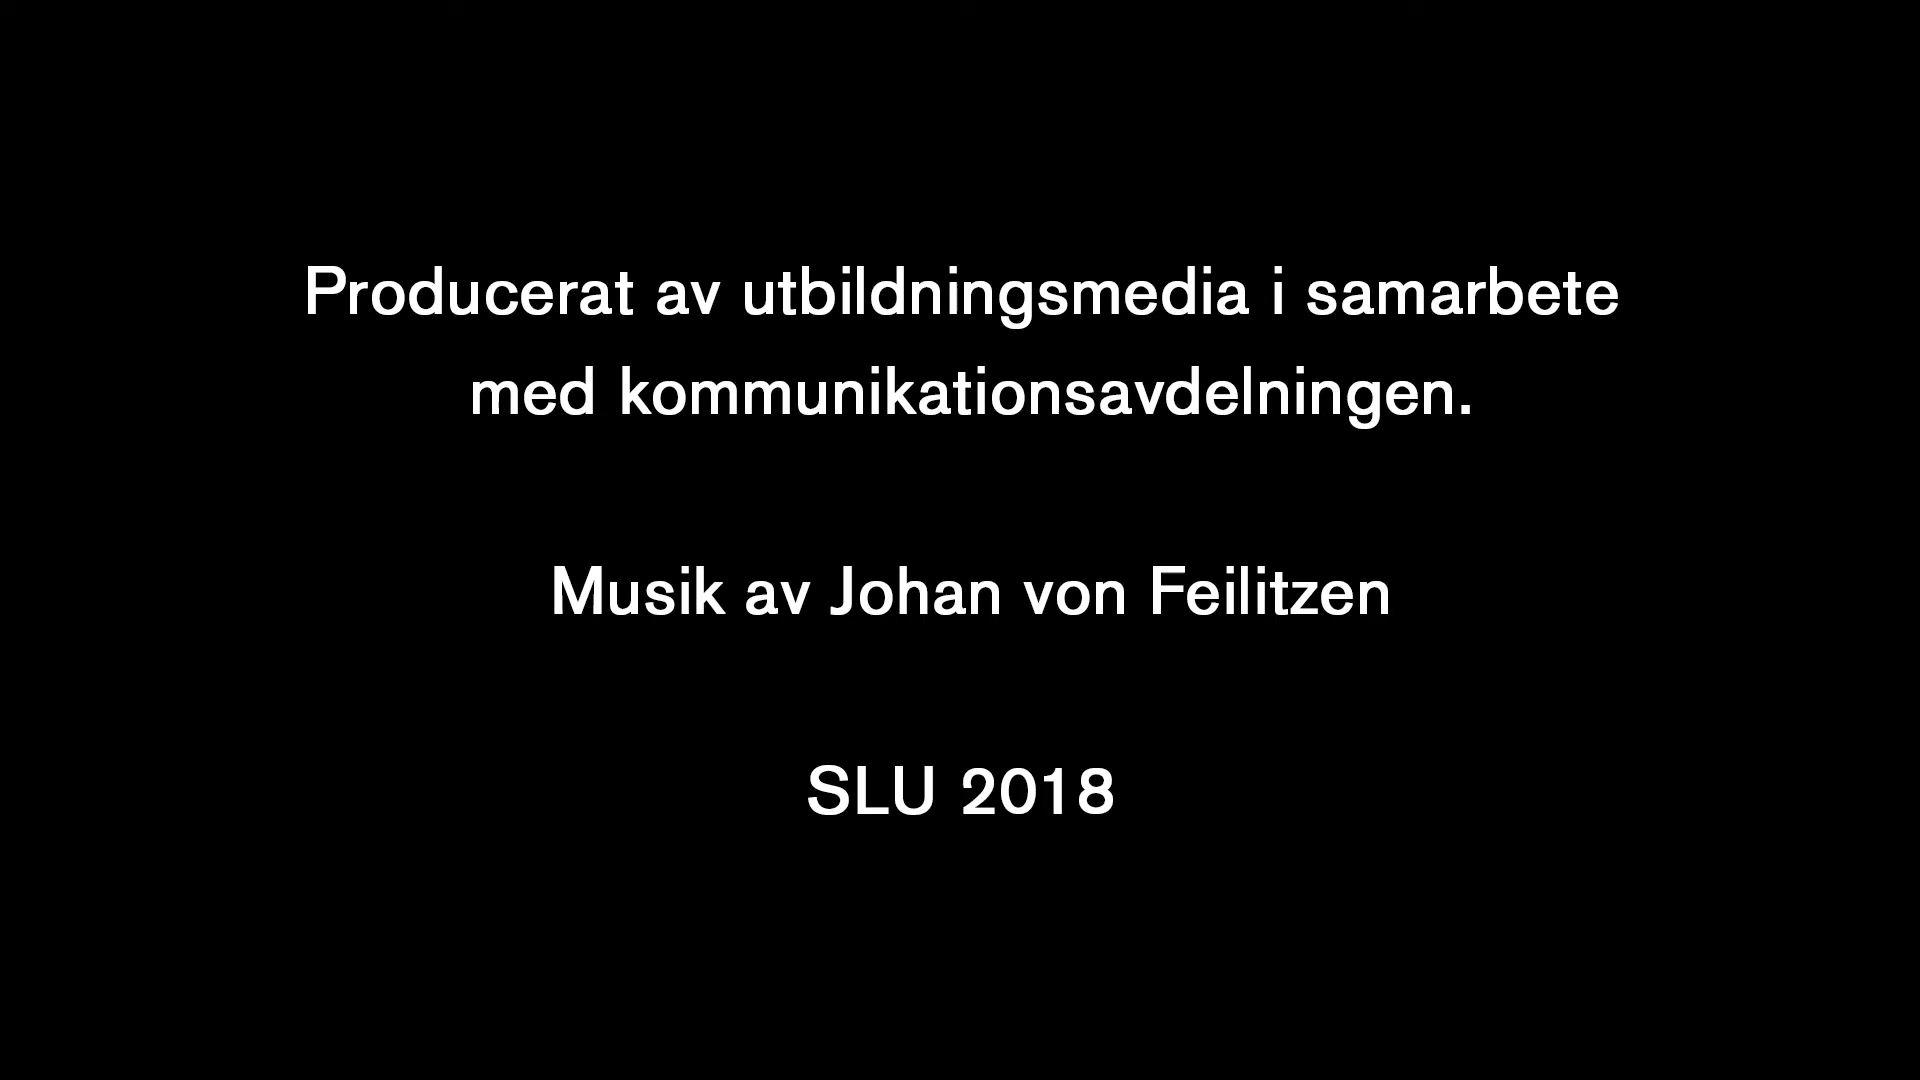 Producerat av utbildningsmedia i samarbete
med kommunikationsavdelningen.
Musik av Johan von Feilitzen
SLU 2018